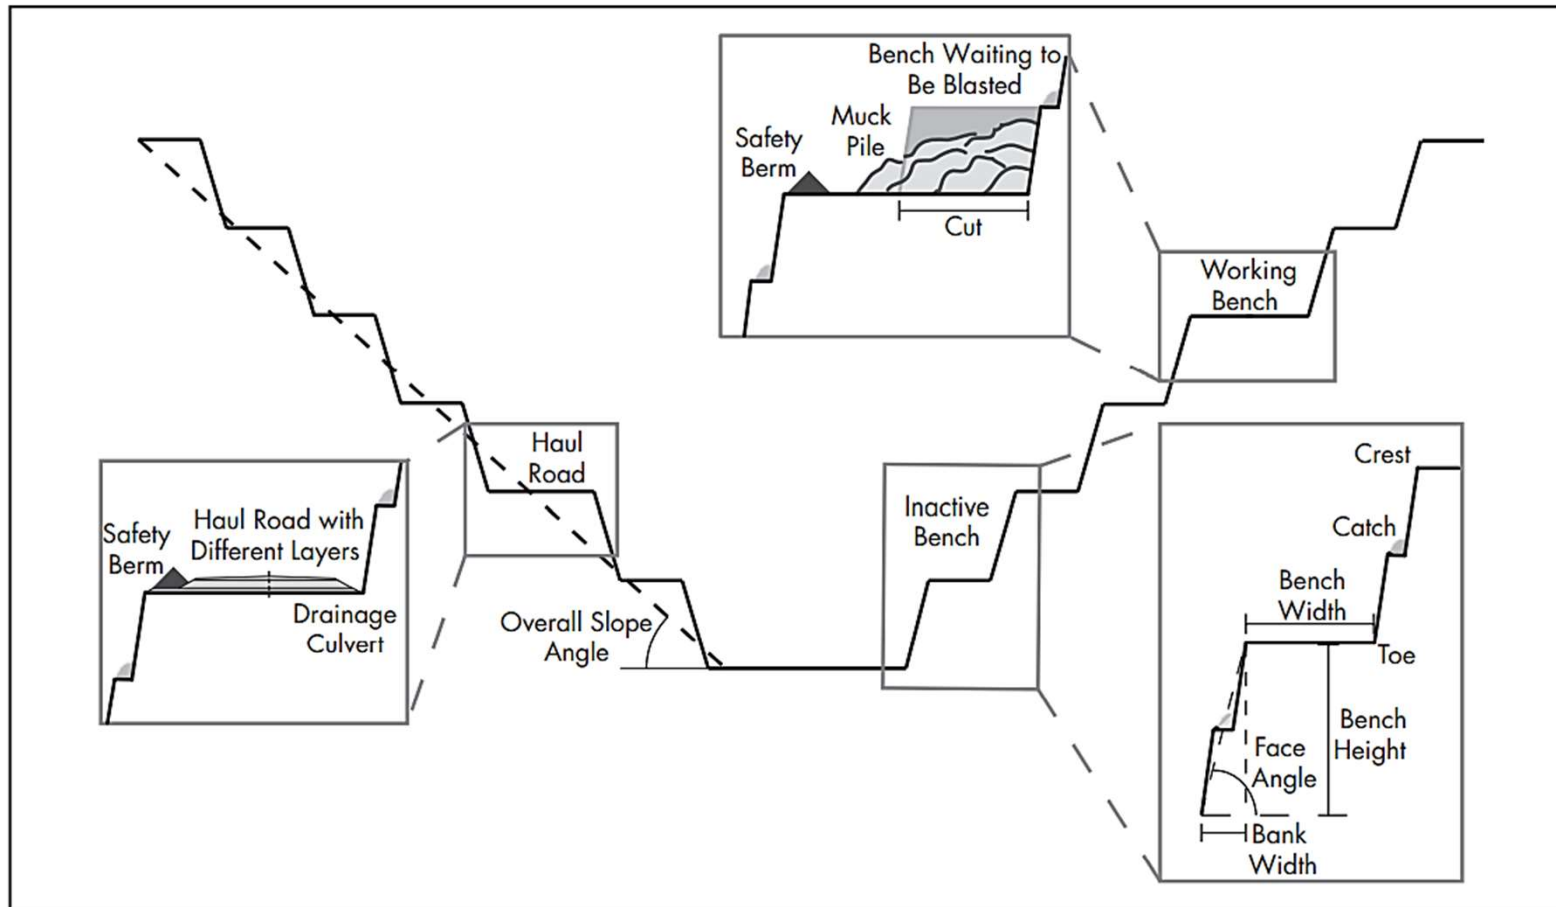 Bench Waiting to
Be Blasted
Muck
Pile
Safety
Berm
Cut
Working
Bench
Haul
Road
Safety
Berm
Haul Road with
Different Layers
Drainage
Culvert
Overall Slope
Angle
Inactive
Bench
Crest
Catch
Bench
Width
Toe
Bench
Height
Face
Angle
Bank
Width